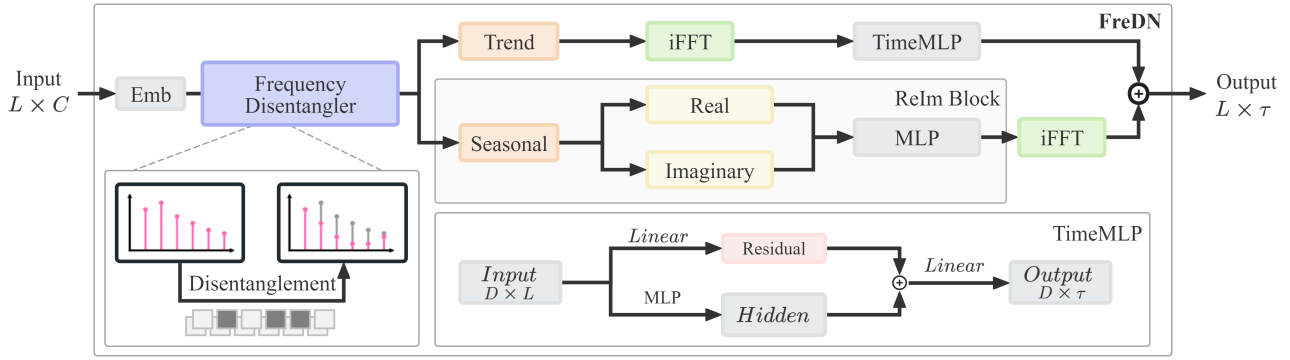 FreDN
Input
L × C
Emb
Frequency
Disentangler
Trend
iFFT
TimeMLP
Output
L × τ
ReIm Block
Seasonal
Real
Imaginary
MLP
iFFT
Disentanglement
TimeMLP
Input
D × L
Linear
Residual
MLP
Hidden
Linear
Output
D × τ